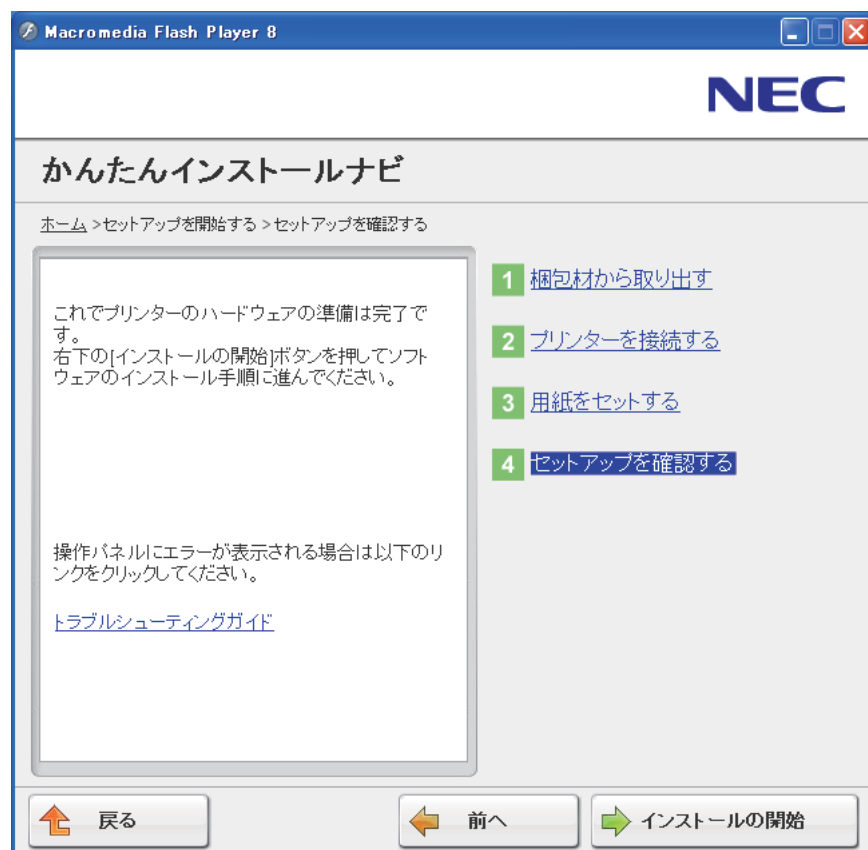 Macromedia Flash Player 8
NEC
かんたんインストールナビ
ホーム >セットアップを開始する >セットアップを確認する
これでプリンターのハードウェアの準備は完了で
す。
右下の[インストールの開始]ボタンを押してソフト
ウェアのインストール手順に進んでください。
操作パネルにエラーが表示される場合は以下のリ
ンクをクリックしてください。
トラブルシューティングガイド
1 梱包材から取り出す
2 プリンターを接続する
3 用紙をセットする
4 セットアップを確認する
戻る
前へ
インストールの開始